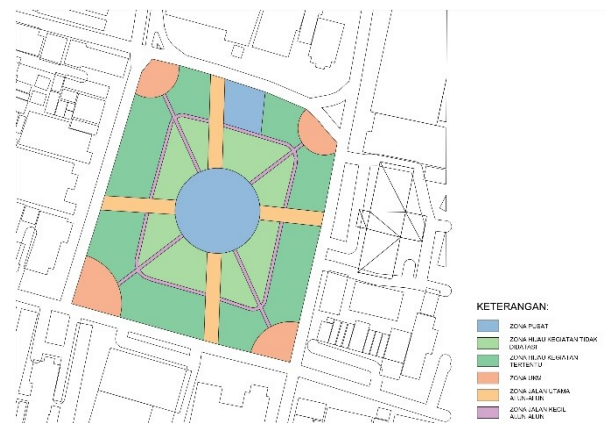 KETERANGAN:
ZONA PUSAT
ZONA HIJAU KEGIATAN TIDAK
DIBATASI
ZONA HIJAU KEGIATAN
TERTENTU
ZONA UKM
ZONA JALAN UTAMA
ALUN-ALUN
ZONA JALAN KECIL
ALUN-ALUN